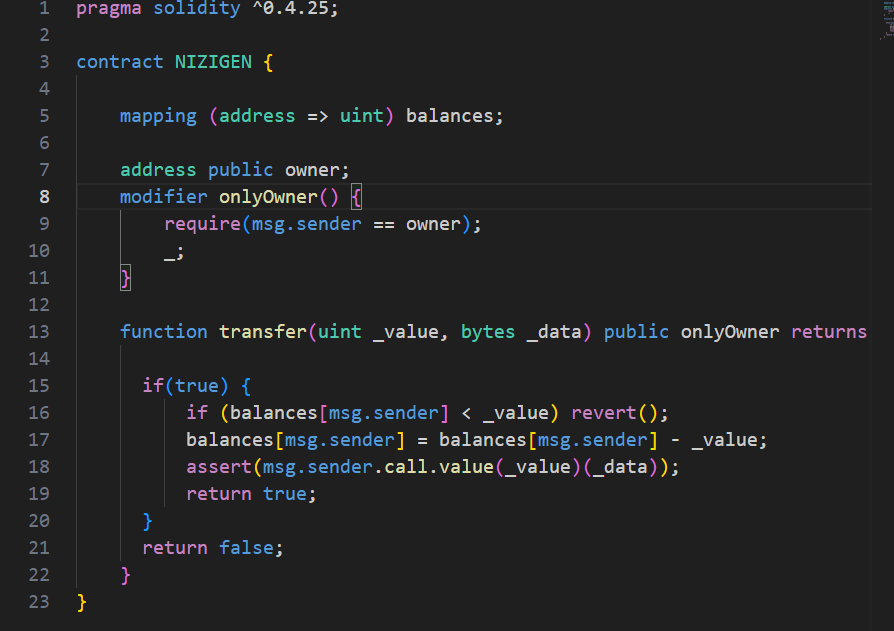 1 pragma solidity ^0.4.25;
2
3 contract NIZIGEN {
4
5 mapping (address => uint) balances;
6
7 address public owner;
8 modifier onlyOwner() {
9 require(msg.sender == owner);
10 _;
11 }
12
13 function transfer(uint _value, bytes _data) public onlyOwner returns
14
15 if(true) {
16 if (balances[msg.sender] < _value) revert();
17 balances[msg.sender] = balances[msg.sender] - _value;
18 assert(msg.sender.call.value(_value)(_data));
19 return true;
20 }
21 return false;
22 }
23 }